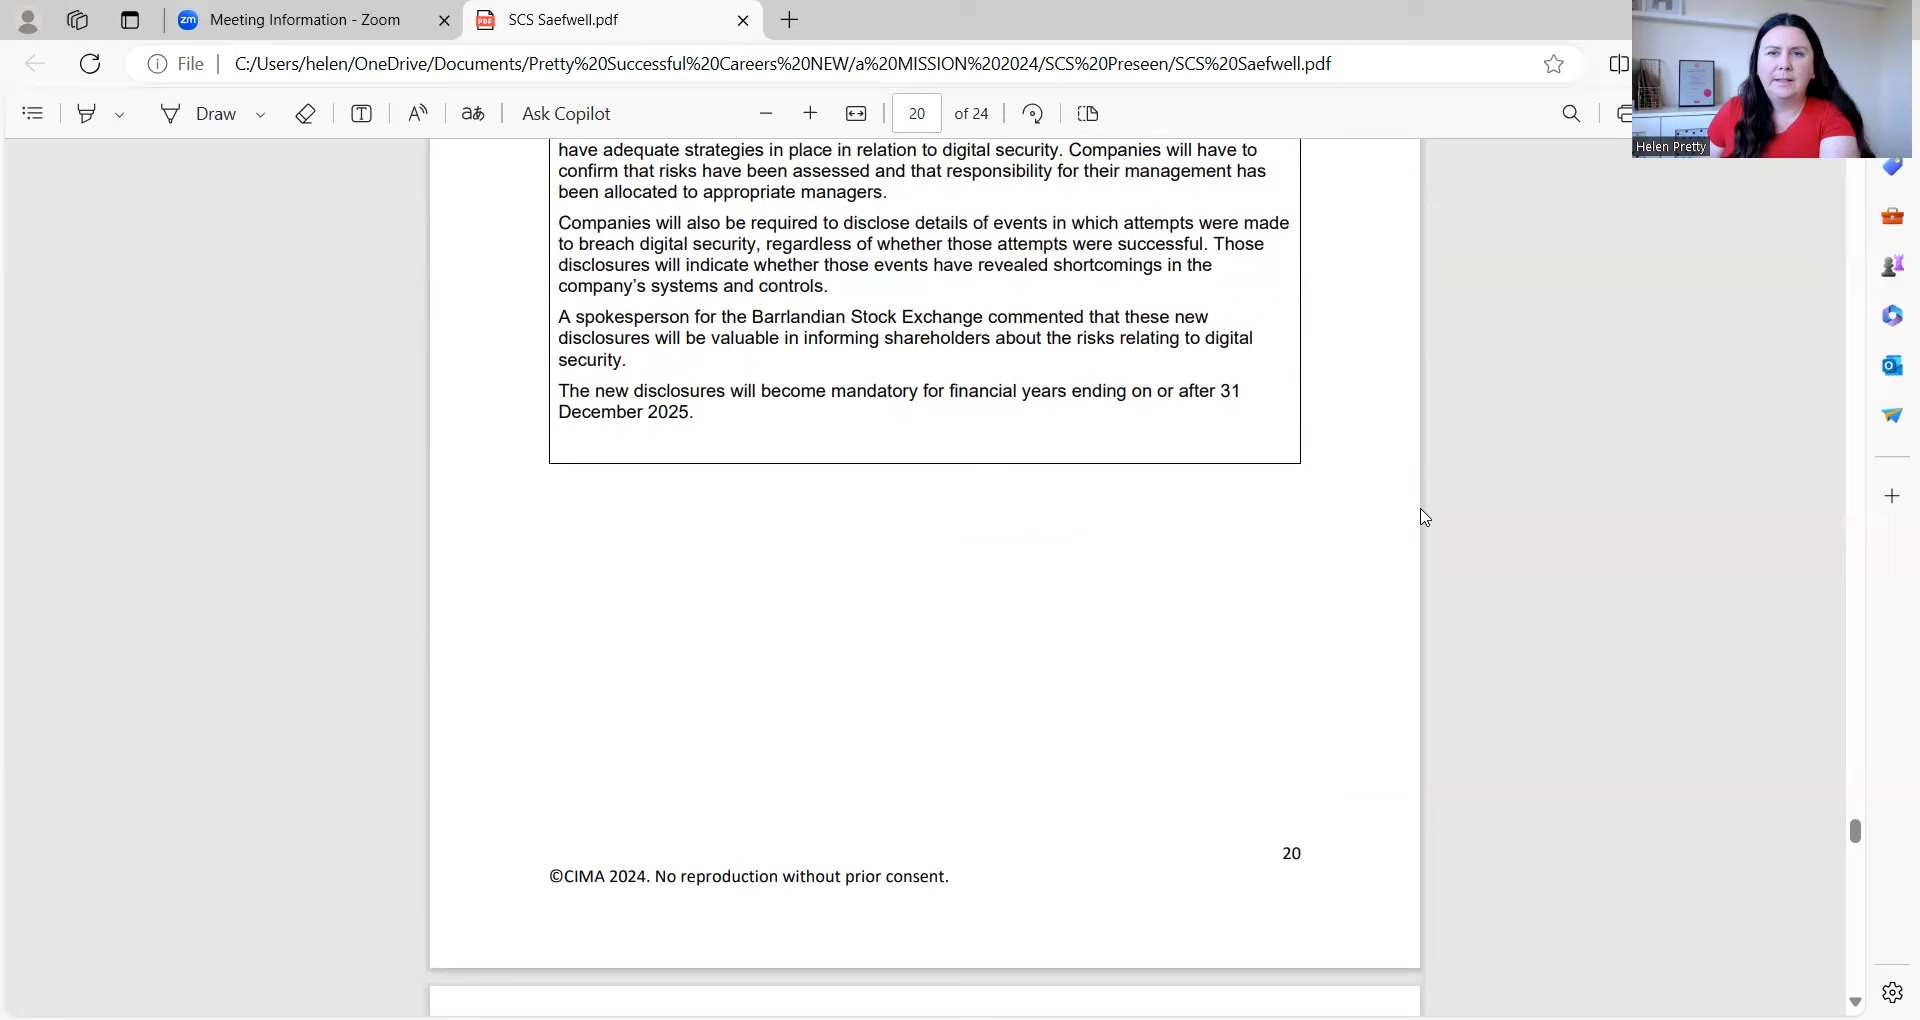 Meeting Information - Zoom
SCS Saefwell.pdf
File
C:/Users/helen/OneDrive/Documents/Pretty%20Successful%20Careers%20NEW/a%20MISSION%202024/SCS%20Preseen/SCS%20Saefwell.pdf
Draw
Ask Copilot
20
of 24
Helen Pretty
have adequate strategies in place in relation to digital security. Companies will have to
confirm that risks have been assessed and that responsibility for their management has
been allocated to appropriate managers.
Companies will also be required to disclose details of events in which attempts were made
to breach digital security, regardless of whether those attempts were successful. Those
disclosures will indicate whether those events have revealed shortcomings in the
company's systems and controls.
A spokesperson for the Barrlandian Stock Exchange commented that these new
disclosures will be valuable in informing shareholders about the risks relating to digital
security.
The new disclosures will become mandatory for financial years ending on or after 31
December 2025.
20
©CIMA 2024. No reproduction without prior consent.